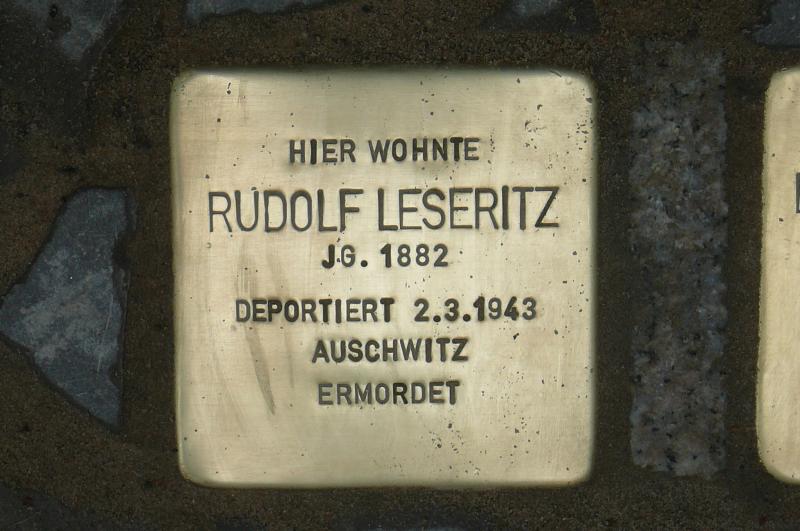 HIER WOHNTE
RUDOLF LESERITZ
JG. 1882
DEPORTIERT 2.3.1943
AUSCHWITZ
ERMORDET